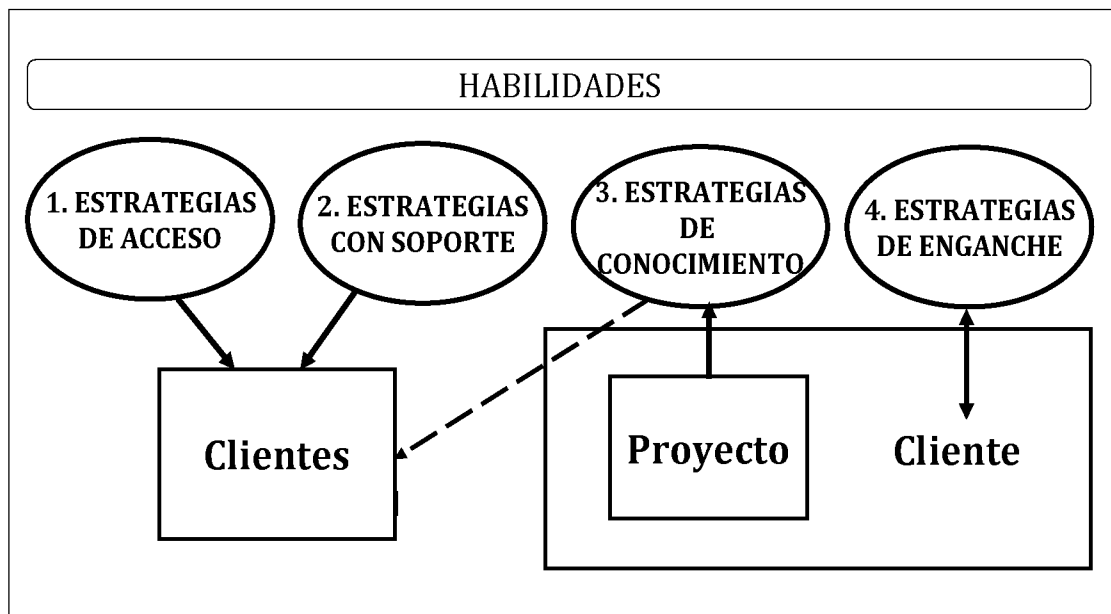 HABILIDADES
1. ESTRATEGIAS
DE ACCESO
2. ESTRATEGIAS
CON SOPORTE
3. ESTRATEGIAS
DE
CONOCIMIENTO
4. ESTRATEGIAS
DE ENGANCHE
Clientes
Proyecto
Cliente